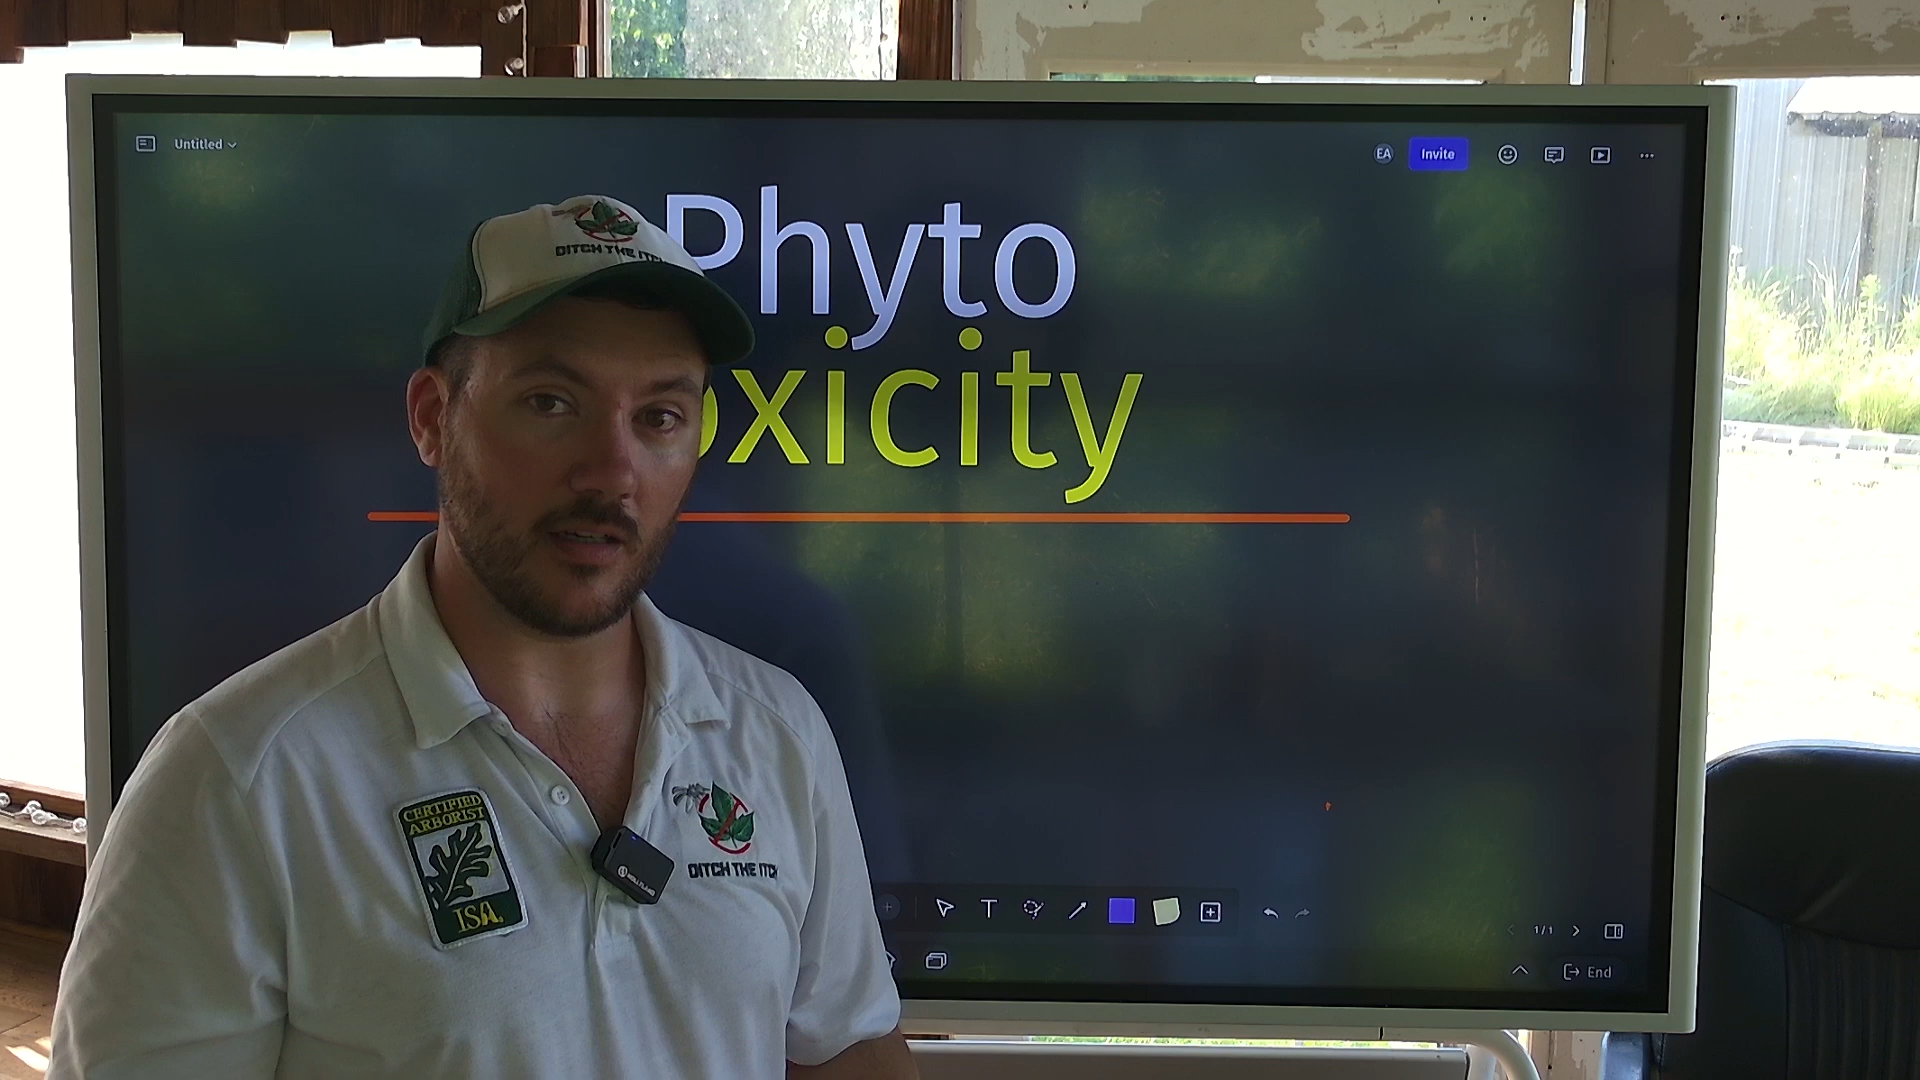 Untitled
EA
Invite
Phyto
oxicity
DITCH THE ITCH
CERTIFIED
ARBORIST
ISA
DITCH THE ITCH
1/1
End